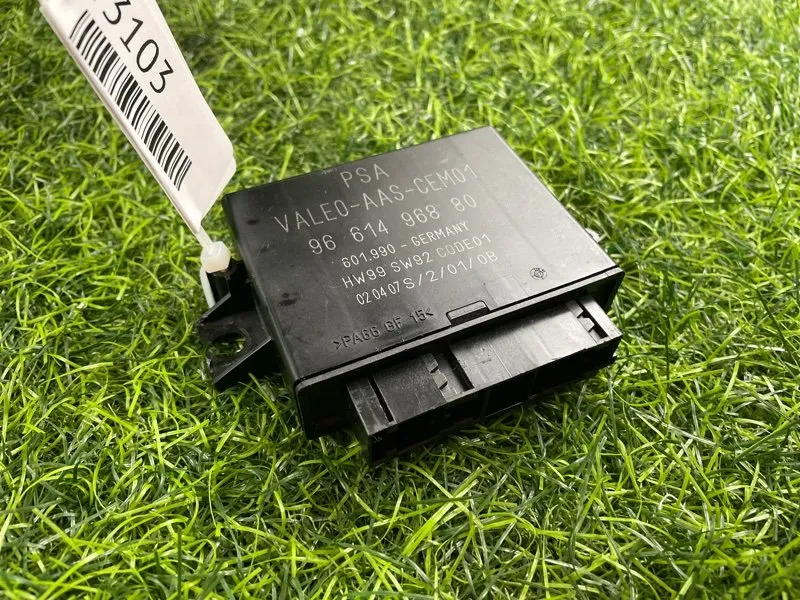 3103
PSA
VALEO-AAS-CEM01
96 614 968 80
601.990 - GERMANY
HW99 SW92 CODE01
020407S/2/01/0B
>PA66 GF 15<